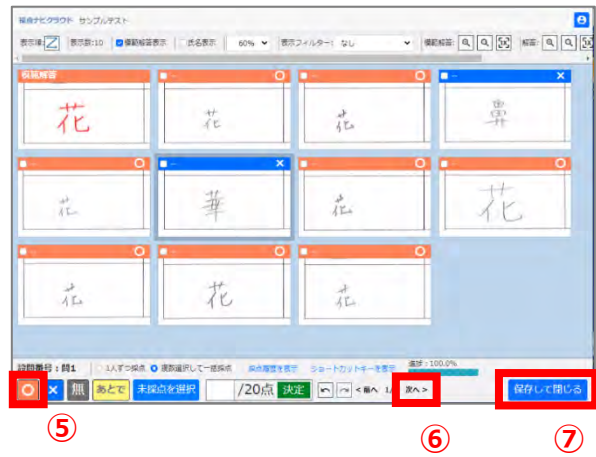 採点ナビクラウド サンプルテスト
表示順: 表示数:10 模範解答表示 氏名表示 60% 表示フィルター: なし 模範解答: 解答:
模範解答 - ○ - ○ - ×
花 花 花 鼻
- ○ - × - ○ - ○
花 華 花 花
- ○ - ○ - ○
花 花 花
設問番号:問1 1人ずつ採点 複数選択して一括採点 採点履歴を表示 ショートカットキーを表示 進捗:100.0%
○ × 無 あとで 未採点を選択 /20点 決定 < 前へ 1/ 次へ > 保存して閉じる
⑤ ⑥ ⑦